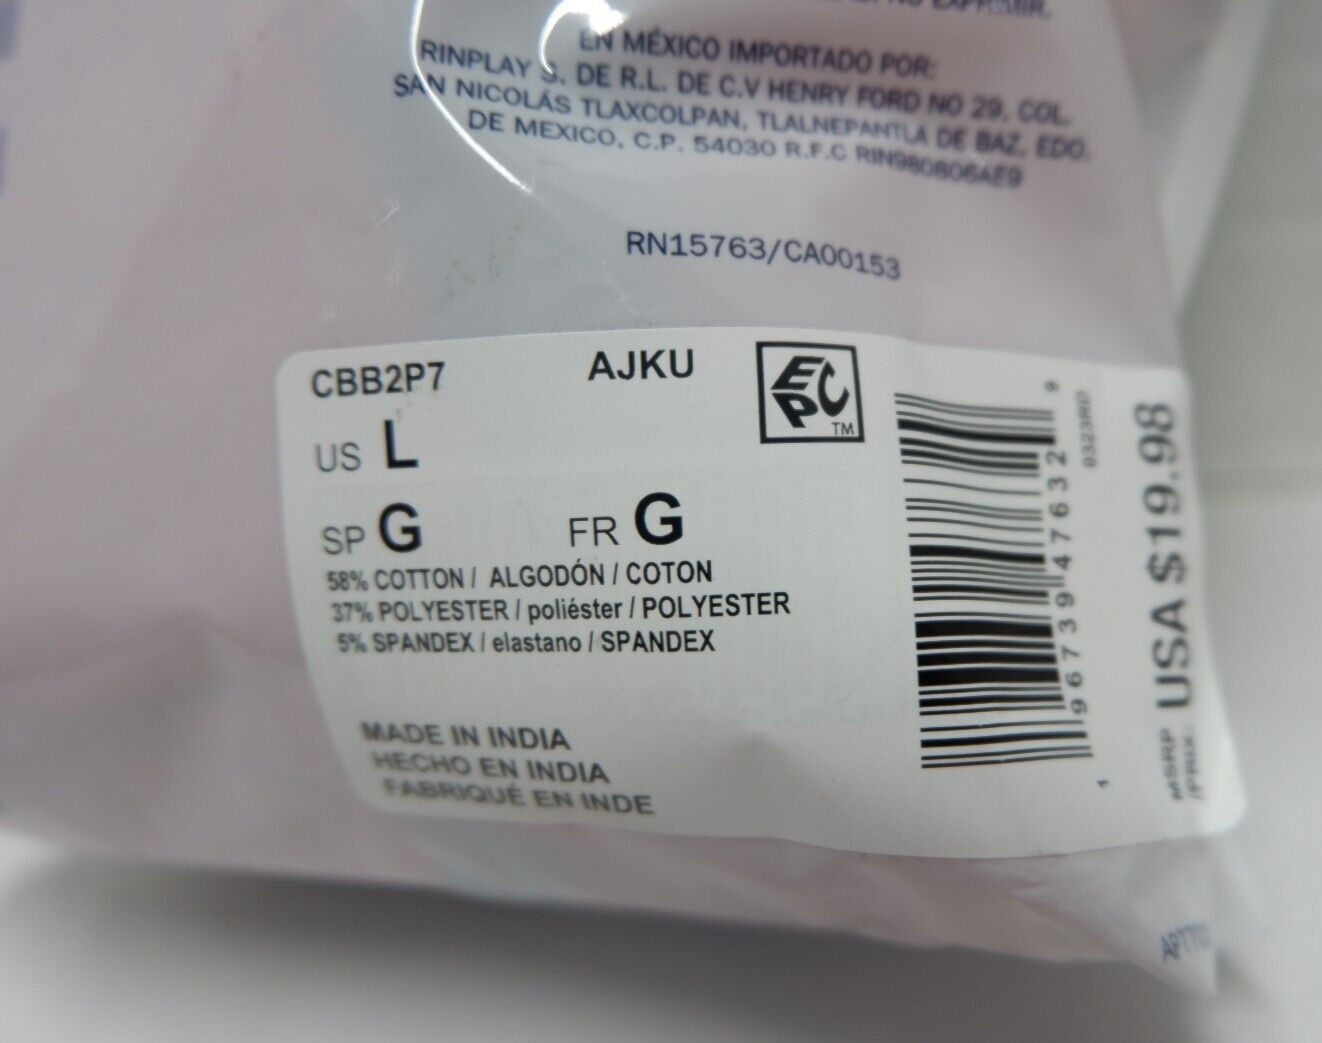 NO EXPRIMIR.
EN MÉXICO IMPORTADO POR:
RINPLAY S. DE R.L. DE C.V HENRY FORD NO 29, COL.
SAN NICOLÁS TLAXCOLPAN, TLALNEPANTLA DE BAZ, EDO.
DE MEXICO, C.P. 54030 R.F.C RIN980806AE9
RN15763/CA00153
CBB2P7 AJKU
EPC TM
US L
SP G FR G
58% COTTON / ALGODÓN / COTON
37% POLYESTER / poliéster / POLYESTER
5% SPANDEX / elastano / SPANDEX
MADE IN INDIA
HECHO EN INDIA
FABRIQUÉ EN INDE
1 96739 47632 9
0323RD
MSRP
/PRIX: USA $19.98